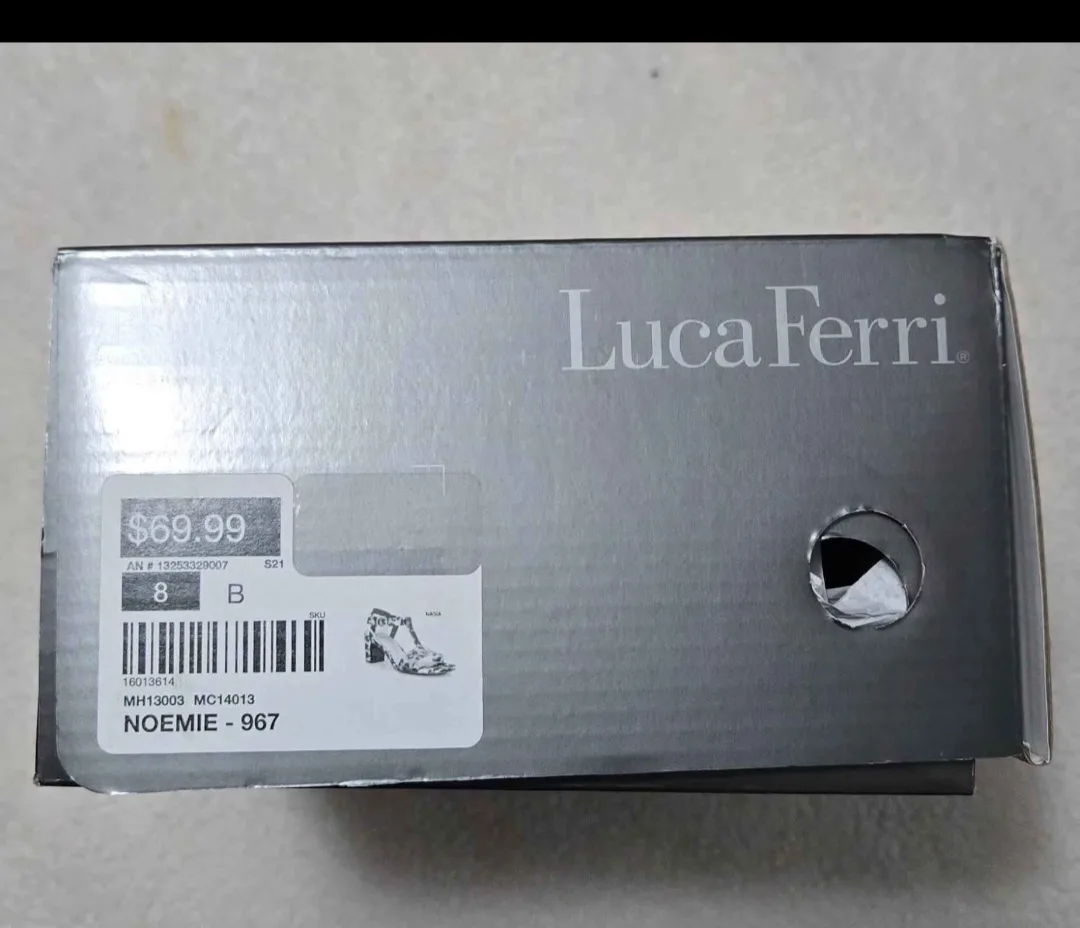 LucaFerri®
$69.99
AN # 13253329007 S21
8 B
SKU
16013614
MH13003 MC14013
NOEMIE - 967